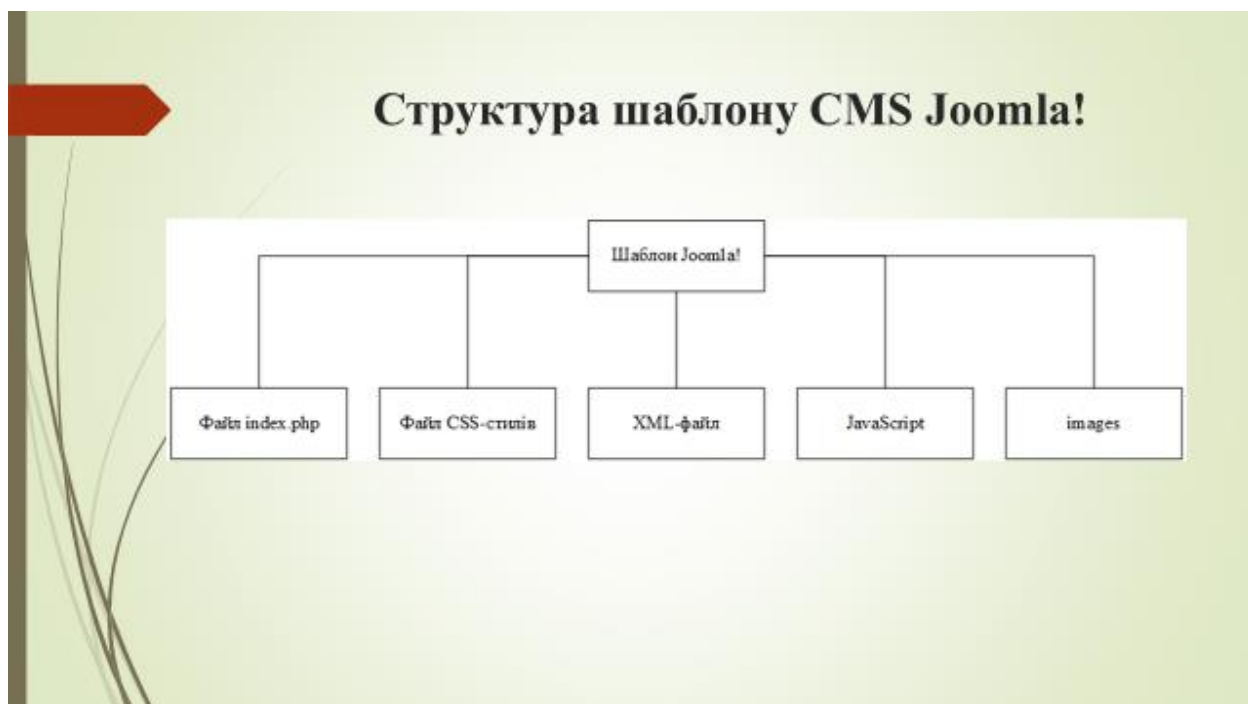 Структура шаблону CMS Joomla!
Шаблон Joomla!
Файл index.php
Файл CSS-стилів
XML-файл
JavaScript
images